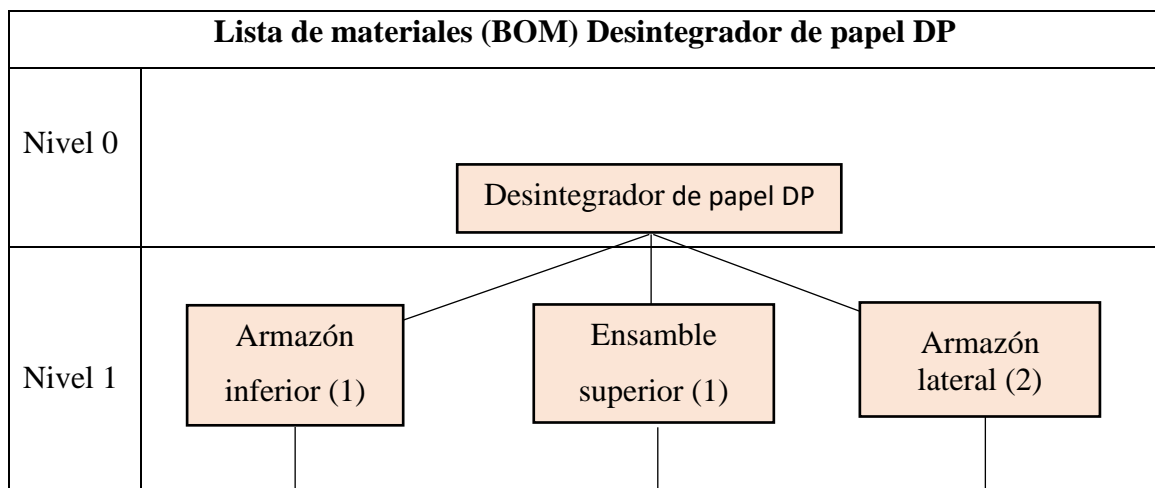 Lista de materiales (BOM) Desintegrador de papel DP
Nivel 0
Desintegrador de papel DP
Nivel 1
Armazón
inferior (1)
Ensamble
superior (1)
Armazón
lateral (2)